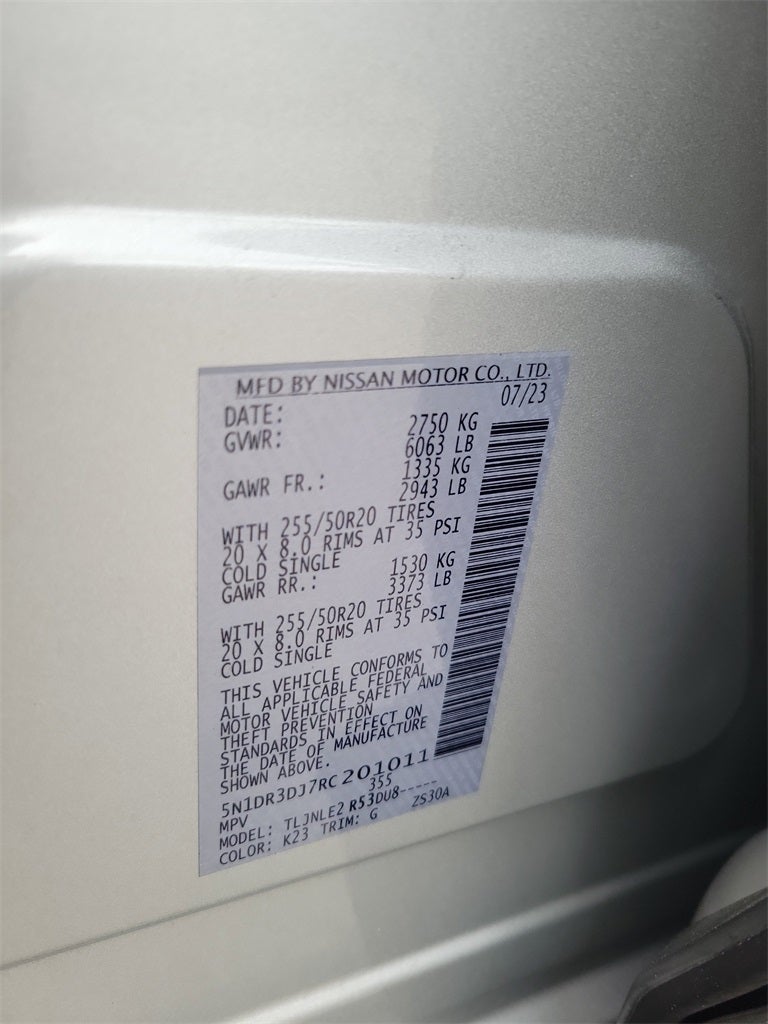 MFD BY NISSAN MOTOR CO., LTD.
DATE: 07/23
GVWR: 2750 KG
6063 LB
GAWR FR.: 1335 KG
2943 LB
WITH 255/50R20 TIRES
20 X 8.0 RIMS AT 35 PSI
COLD SINGLE
GAWR RR.: 1530 KG
3373 LB
WITH 255/50R20 TIRES
20 X 8.0 RIMS AT 35 PSI
COLD SINGLE
THIS VEHICLE CONFORMS TO
ALL APPLICABLE FEDERAL
MOTOR VEHICLE SAFETY AND
THEFT PREVENTION
STANDARDS IN EFFECT ON
THE DATE OF MANUFACTURE
SHOWN ABOVE.
5N1DR3DJ7RC201011
MPV 355
MODEL: TLJNLE2 R53DU8-----
COLOR: K23 TRIM: G ZS30A